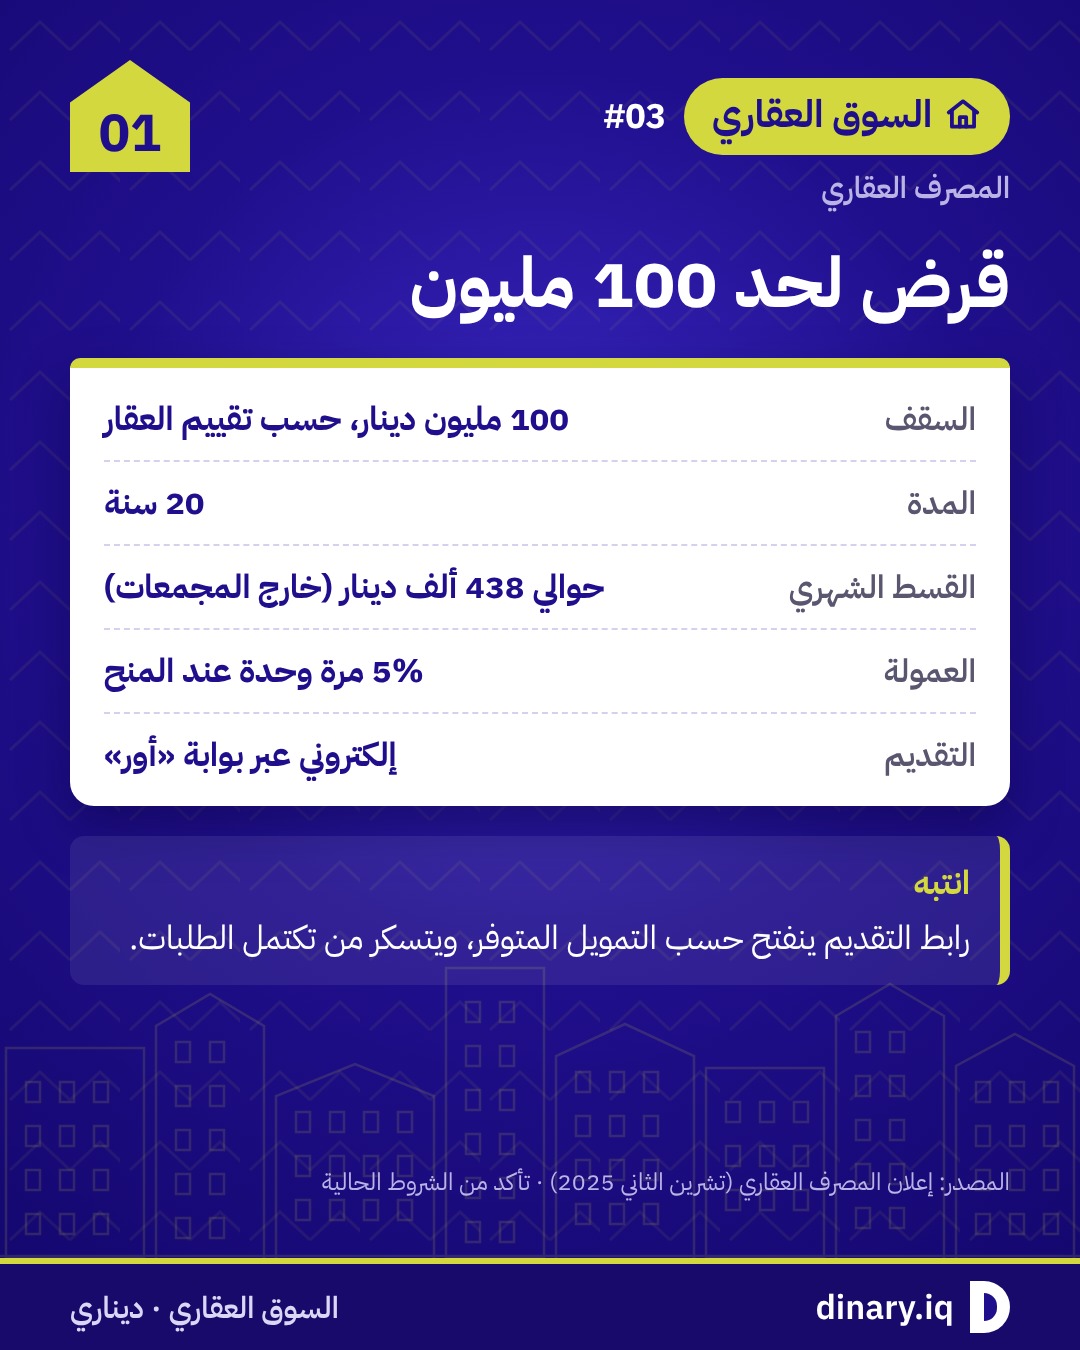 السوق العقاري #03
01
المصرف العقاري
قرض لحد 100 مليون
السقف 100 مليون دينار، حسب تقييم العقار
المدة 20 سنة
القسط الشهري حوالي 438 ألف دينار (خارج المجمعات)
العمولة 5% مرة وحدة عند المنح
التقديم إلكتروني عبر بوابة «أور»
انتبه
رابط التقديم ينفتح حسب التمويل المتوفر، ويتسكر من تكتمل الطلبات.
المصدر: إعلان المصرف العقاري (تشرين الثاني 2025) · تأكد من الشروط الحالية
dinary.iq
السوق العقاري · ديناري